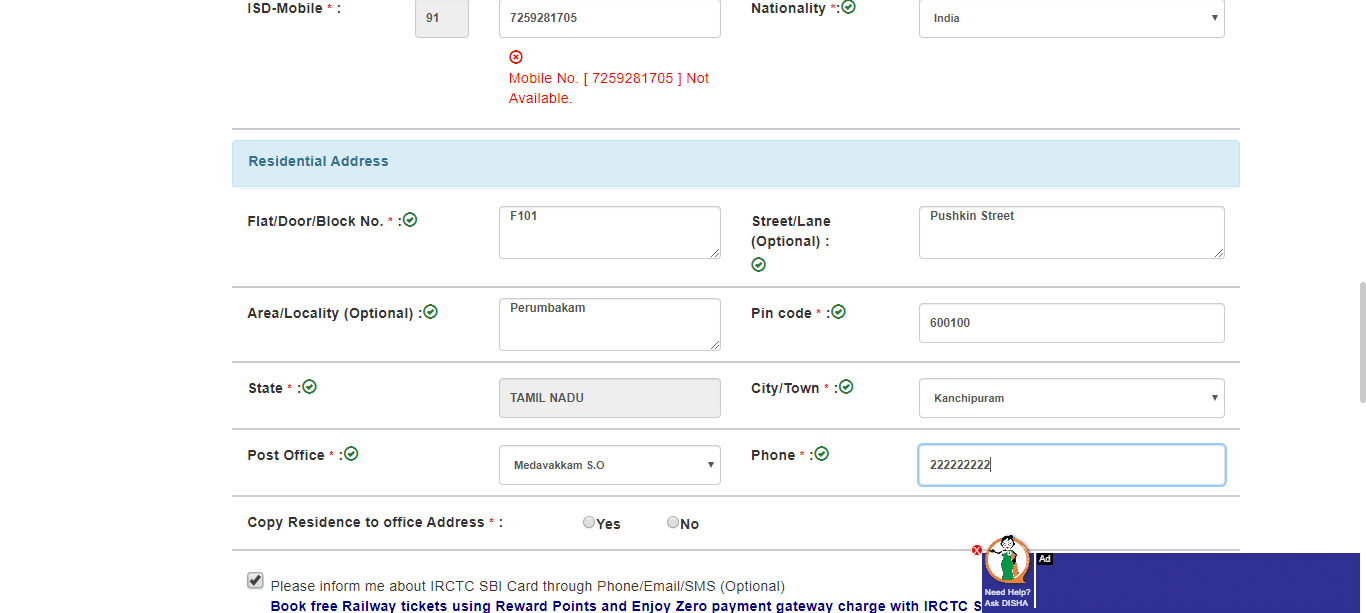 ISD-Mobile * :
91
7259281705
Nationality *:
India
Mobile No. [ 7259281705 ] Not
Available.
Residential Address
Flat/Door/Block No. * :
F101
Street/Lane
(Optional) :
Pushkin Street
Area/Locality (Optional) :
Perumbakam
Pin code * :
600100
State * :
TAMIL NADU
City/Town * :
Kanchipuram
Post Office * :
Medavakkam S.O
Phone * :
222222222
Copy Residence to office Address * :
Yes
No
Please inform me about IRCTC SBI Card through Phone/Email/SMS (Optional)
Book free Railway tickets using Reward Points and Enjoy Zero payment gateway charge with IRCTC S
Ad
Need Help?
Ask DISHA